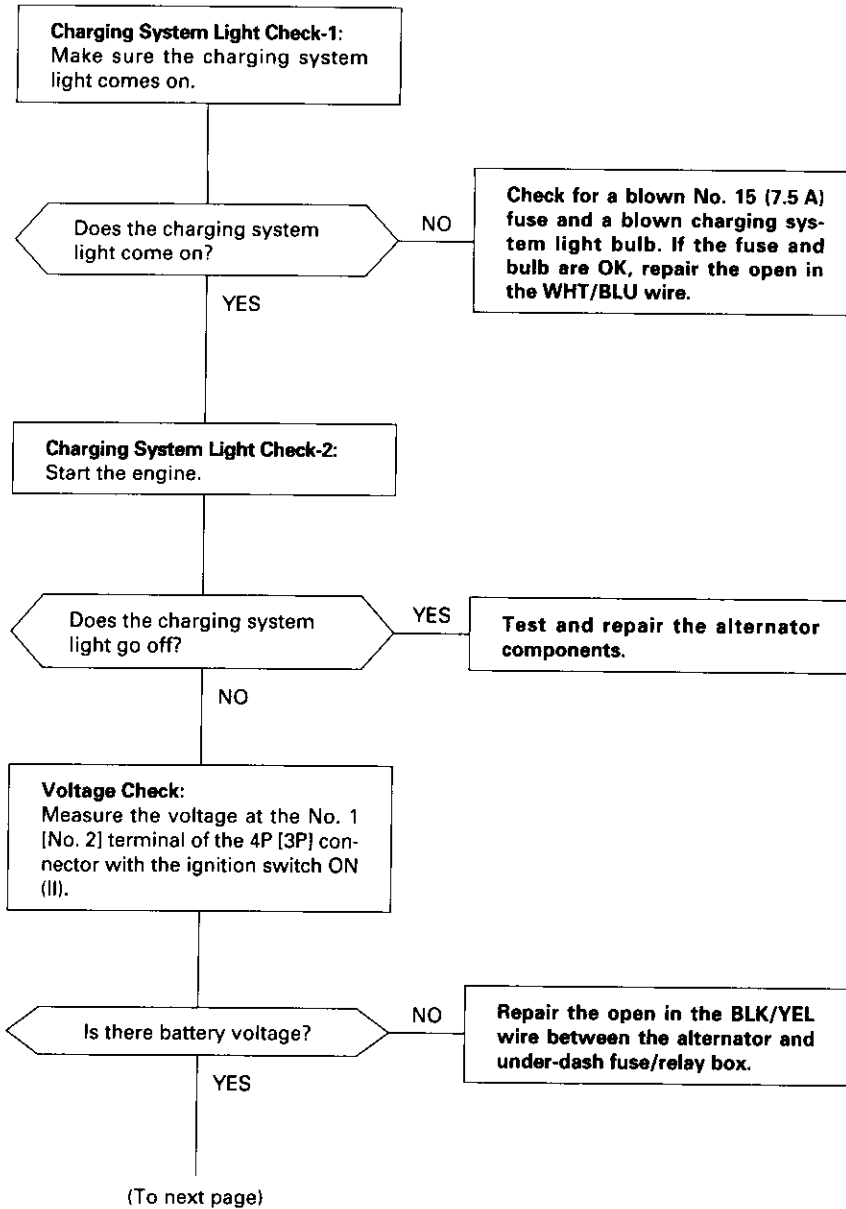 Charging System Light Check-1:
Make sure the charging system
light comes on.
Does the charging system
light come on?
NO
Check for a blown No. 15 (7.5 A)
fuse and a blown charging sys-
tem light bulb. If the fuse and
bulb are OK, repair the open in
the WHT/BLU wire.
YES
Charging System Light Check-2:
Start the engine.
Does the charging system
light go off?
YES
Test and repair the alternator
components.
NO
Voltage Check:
Measure the voltage at the No. 1
[No. 2] terminal of the 4P [3P] con-
nector with the ignition switch ON
(II).
Is there battery voltage?
NO
Repair the open in the BLK/YEL
wire between the alternator and
under-dash fuse/relay box.
YES
(To next page)